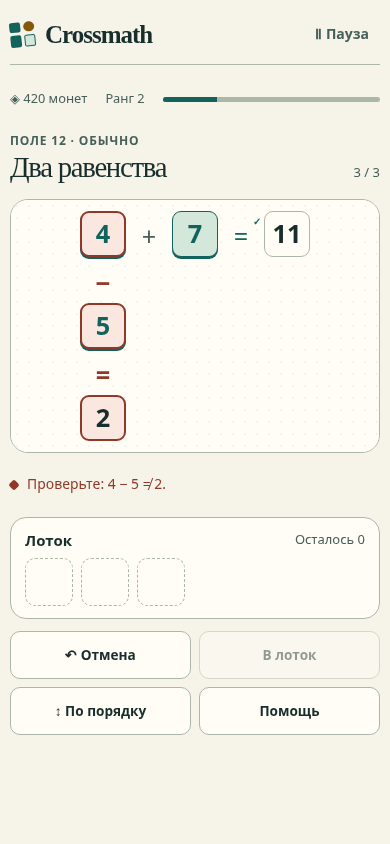 Crossmath
Ⅱ Пауза
◈ 420 монет Ранг 2
ПОЛЕ 12 · ОБЫЧНО
Два равенства
3 / 3
4 + 7 = ✓ 11
−
5
=
2
Проверьте: 4 − 5 ≠ 2.
Лоток
Осталось 0
↶ Отмена
В лоток
↕ По порядку
Помощь